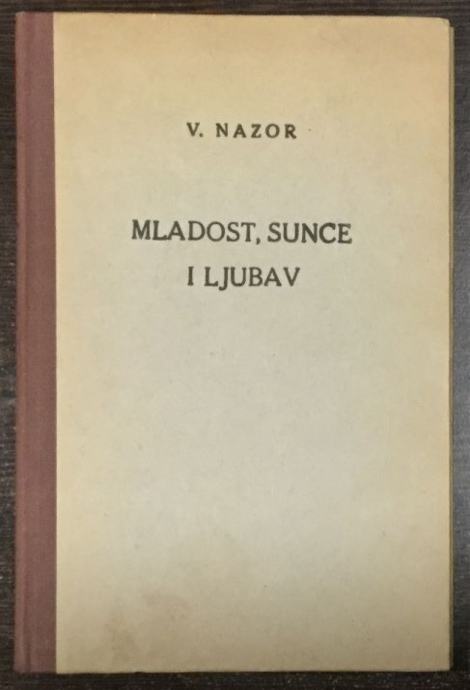 V. NAZOR
MLADOST, SUNCE
I LJUBAV